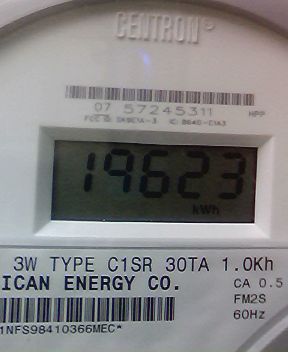 CENTRON®
07 57245311 HPP
19623
kWh
3W TYPE C1SR 30TA 1.0Kh
ICAN ENERGY CO. CA 0.5
FM2S
60Hz
1NFS98410366MEC*